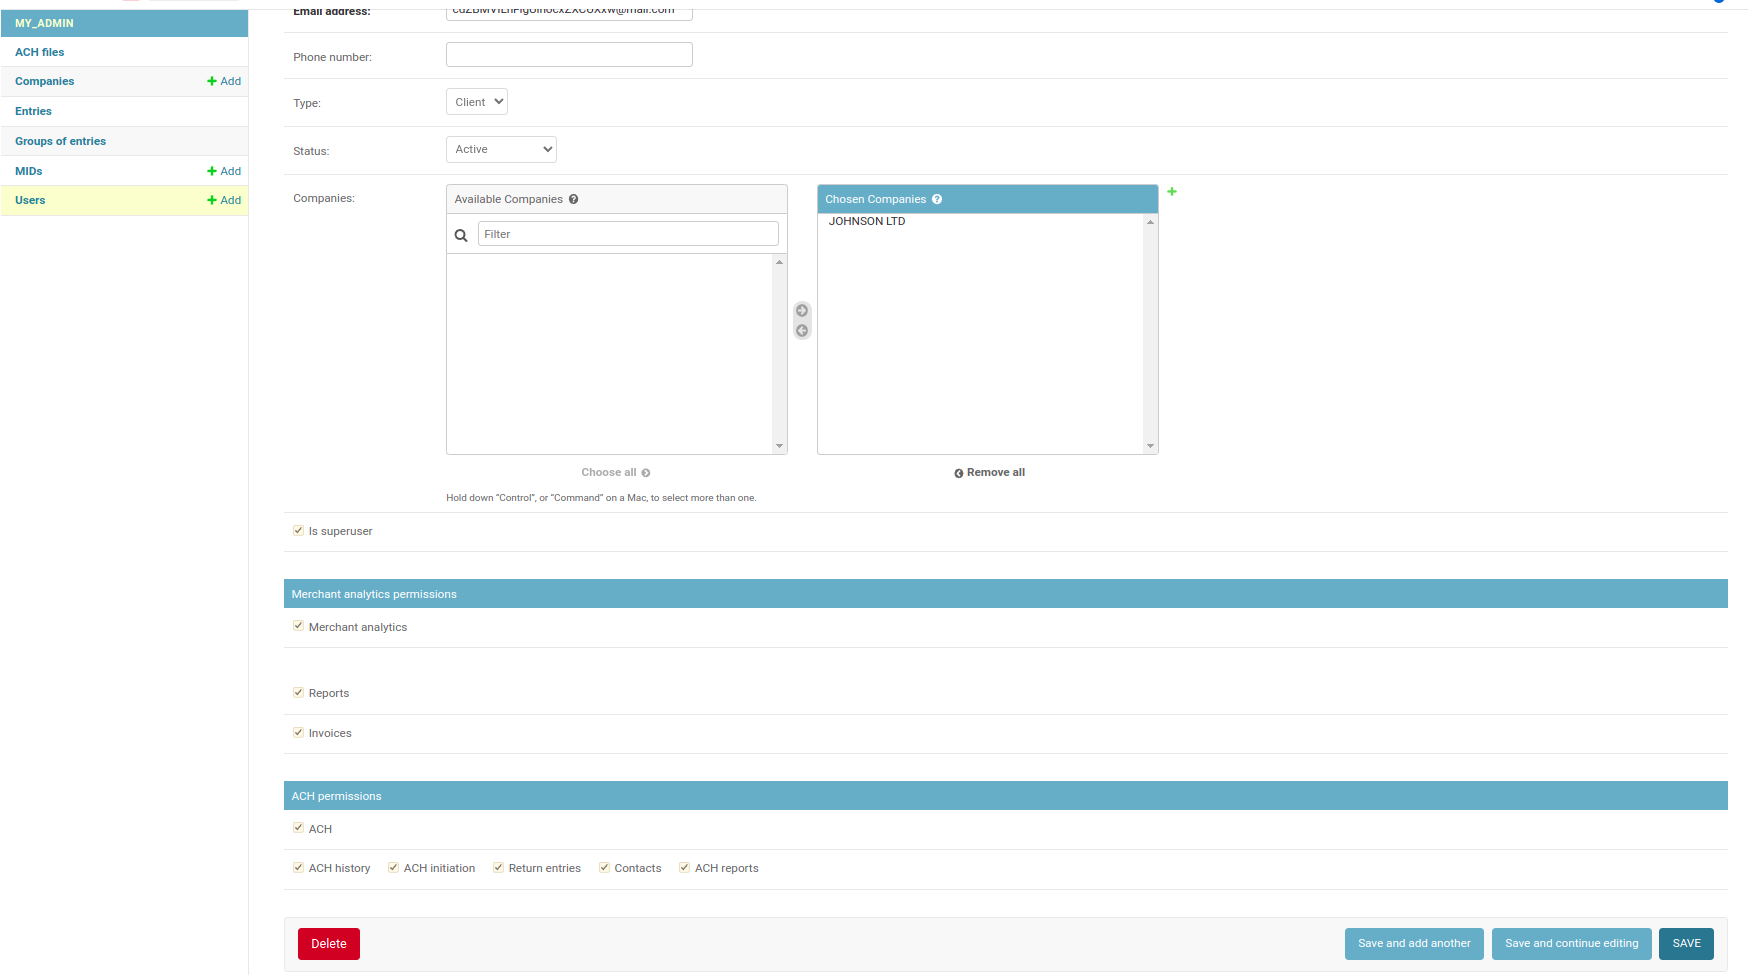 Email address:
MY_ADMIN
ACH files
Companies
Add
Entries
Groups of entries
MIDs
Add
Users
Add
Phone number:
Type:
Client
Status:
Active
Companies:
Available Companies
Filter
Chosen Companies
JOHNSON LTD
Choose all
Remove all
Hold down “Control”, or “Command” on a Mac, to select more than one.
Is superuser
Merchant analytics permissions
Merchant analytics
Reports
Invoices
ACH permissions
ACH
ACH history ACH initiation Return entries Contacts ACH reports
Delete
Save and add another
Save and continue editing
SAVE